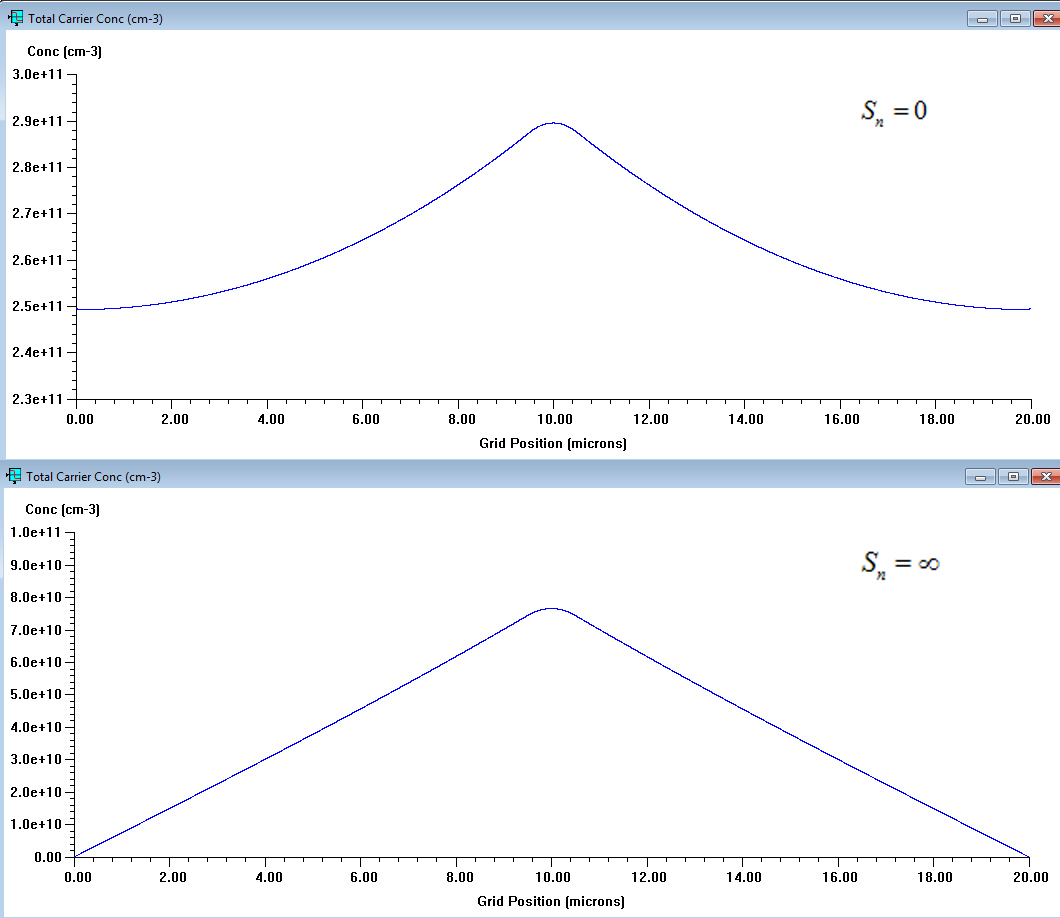 Total Carrier Conc (cm-3)
Conc (cm-3)
3.0e+11
2.9e+11
2.8e+11
2.7e+11
2.6e+11
2.5e+11
2.4e+11
2.3e+11
Sₙ = 0
0.00 2.00 4.00 6.00 8.00 10.00 12.00 14.00 16.00 18.00 20.00
Grid Position (microns)
Total Carrier Conc (cm-3)
Conc (cm-3)
1.0e+11
9.0e+10
8.0e+10
7.0e+10
6.0e+10
5.0e+10
4.0e+10
3.0e+10
2.0e+10
1.0e+10
0.00
Sₙ = ∞
0.00 2.00 4.00 6.00 8.00 10.00 12.00 14.00 16.00 18.00 20.00
Grid Position (microns)